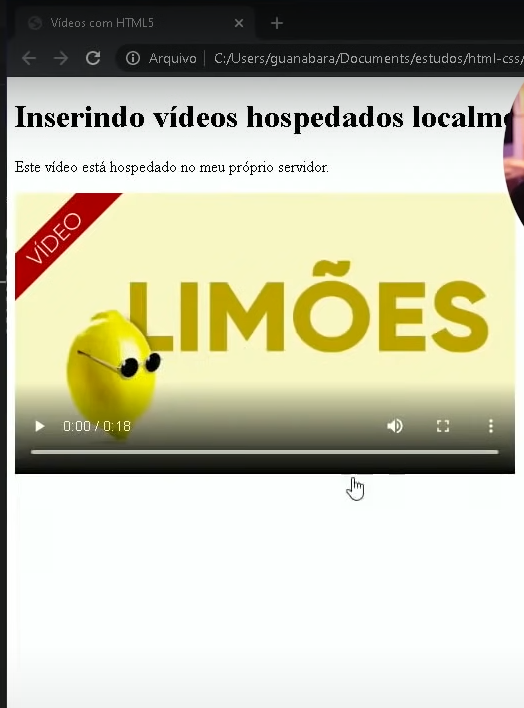 Vídeos com HTML5
Arquivo C:/Users/guanabara/Documents/estudos/html-css/
Inserindo vídeos hospedados localme
Este vídeo está hospedado no meu próprio servidor.
VÍDEO
LIMÕES
0:00 / 0:18